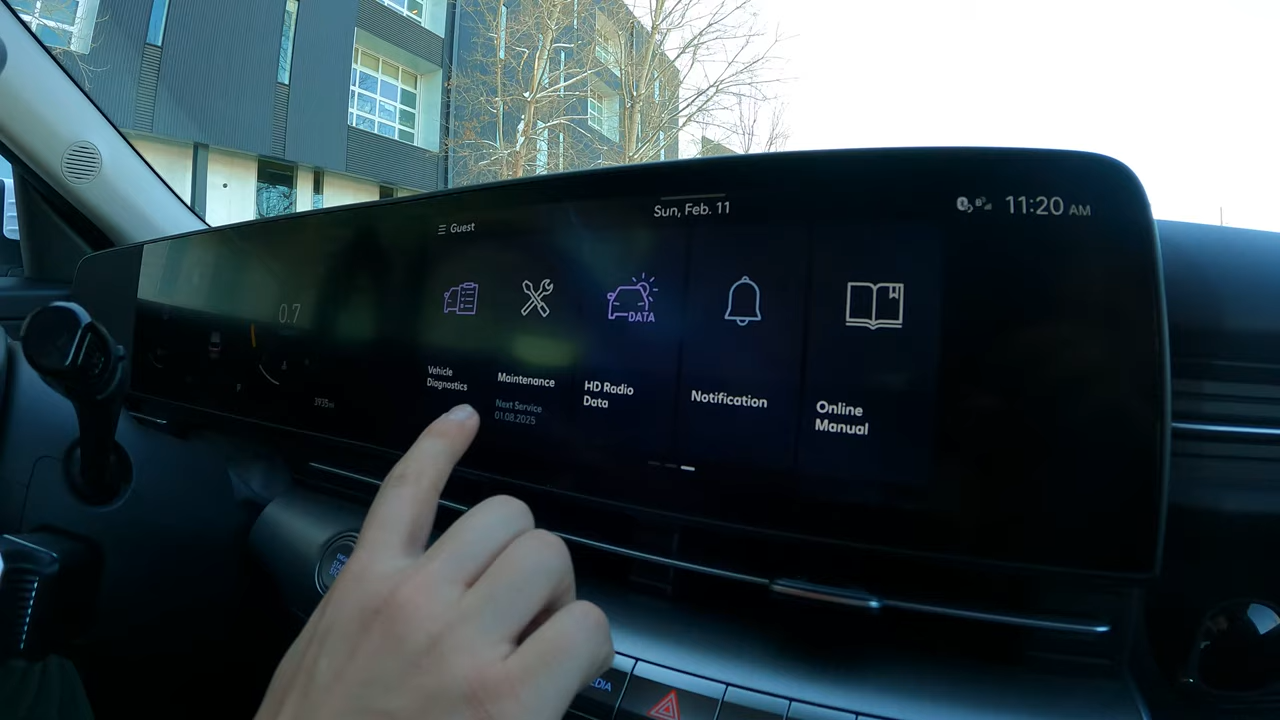 Sun, Feb. 11
11:20 AM
Guest
0.7
DATA
Vehicle
Diagnostics
Maintenance
Next Service
01.08.2025
HD Radio
Data
Notification
Online
Manual